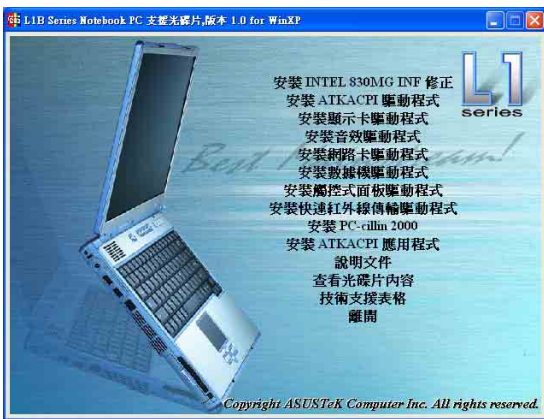 L1B Series Notebook PC 支援光碟片,版本 1.0 for WinXP
L1
series
安裝 INTEL 830MG INF 修正
安裝 ATKACPI 驅動程式
安裝顯示卡驅動程式
安裝音效驅動程式
安裝網路卡驅動程式
安裝數據機驅動程式
安裝觸控式面板驅動程式
安裝快速紅外線傳輸驅動程式
安裝 PC-cillin 2000
安裝 ATKACPI 應用程式
說明文件
查看光碟片內容
技術支援表格
離開
Copyright ASUSTeK Computer Inc. All rights reserved.